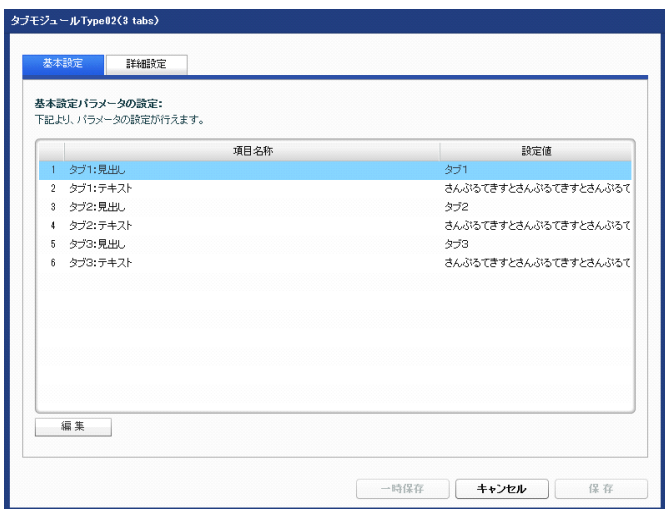 タブモジュールType02(3 tabs)
基本設定 詳細設定
基本設定パラメータの設定:
下記より、パラメータの設定が行えます。
項目名称 設定値
1 タブ1:見出し タブ1
2 タブ1:テキスト さんぷるてきすとさんぷるてきすとさんぷるて
3 タブ2:見出し タブ2
4 タブ2:テキスト さんぷるてきすとさんぷるてきすとさんぷるて
5 タブ3:見出し タブ3
6 タブ3:テキスト さんぷるてきすとさんぷるてきすとさんぷるて
編集
一時保存 キャンセル 保存